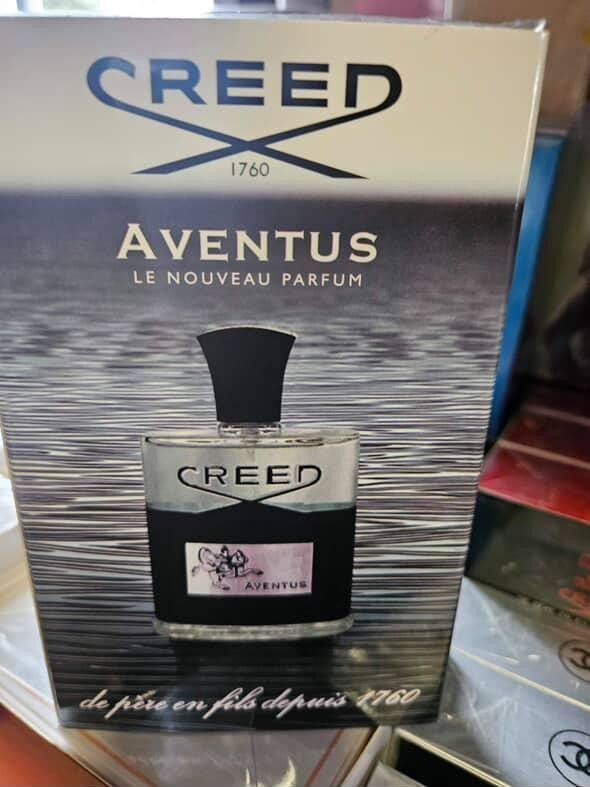 CREED
1760
AVENTUS
LE NOUVEAU PARFUM
CREED
AVENTUS
de père en fils depuis 1760